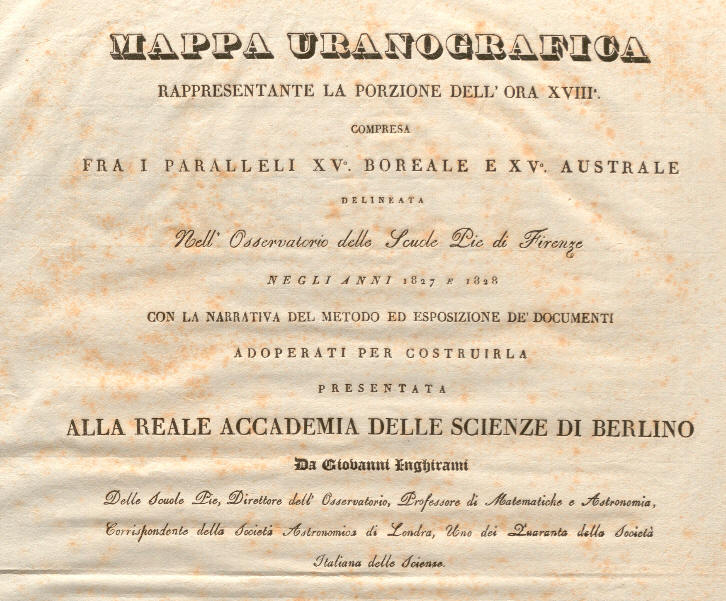 MAPPA URANOGRAFICA
RAPPRESENTANTE LA PORZIONE DELL' ORA XVIIIª.
COMPRESA
FRA I PARALLELI XVº. BOREALE E XVº. AUSTRALE
DELINEATA
Nell' Osservatorio delle Scuole Pie di Firenze
NEGLI ANNI 1827 E 1828
CON LA NARRATIVA DEL METODO ED ESPOSIZIONE DE' DOCUMENTI
ADOPERATI PER COSTRUIRLA
PRESENTATA
ALLA REALE ACCADEMIA DELLE SCIENZE DI BERLINO
Da Giovanni Inghirami
Delle Scuole Pie, Direttore dell' Osservatorio, Professore di Matematiche e Astronomia,
Corrispondente della Società Astronomica di Londra, Uno dei Quaranta della Società
Italiana delle Scienze.